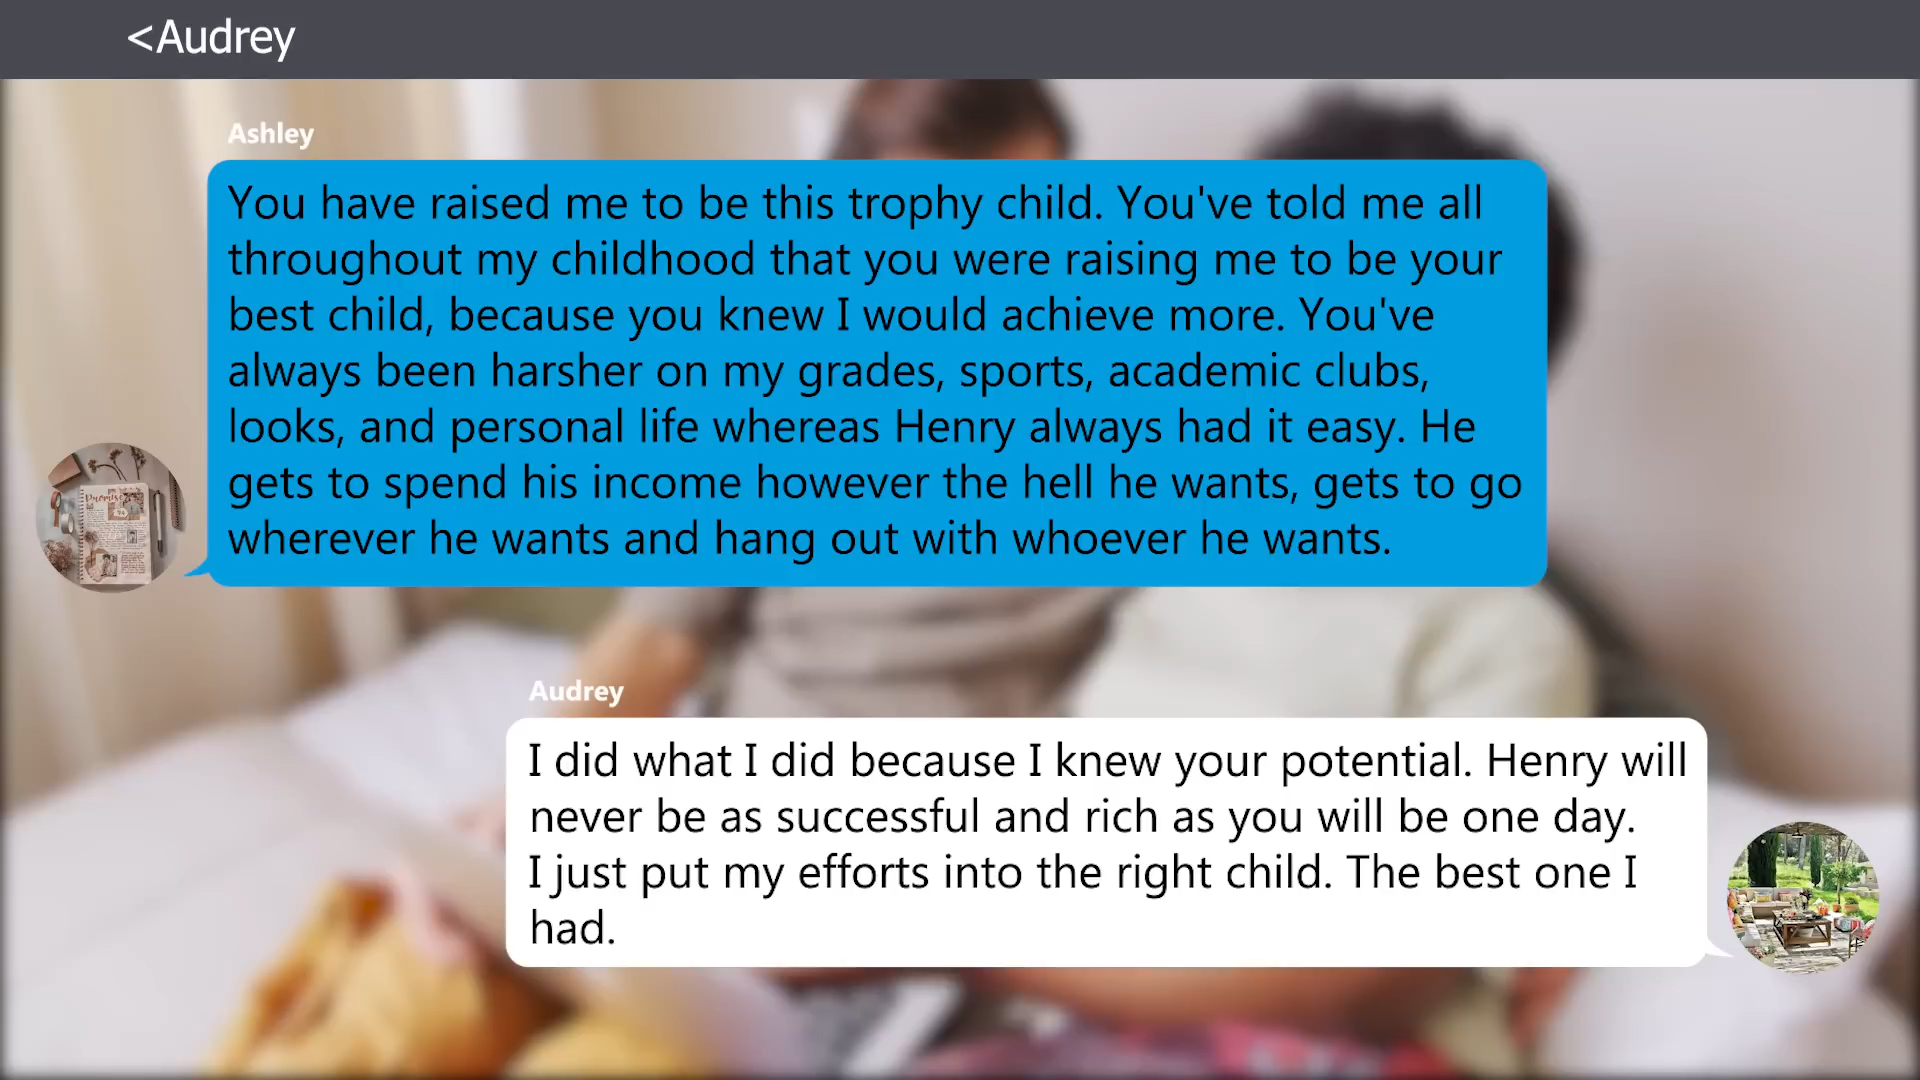 <Audrey
Ashley
You have raised me to be this trophy child. You've told me all
throughout my childhood that you were raising me to be your
best child, because you knew I would achieve more. You've
always been harsher on my grades, sports, academic clubs,
looks, and personal life whereas Henry always had it easy. He
gets to spend his income however the hell he wants, gets to go
wherever he wants and hang out with whoever he wants.
Audrey
I did what I did because I knew your potential. Henry will
never be as successful and rich as you will be one day.
I just put my efforts into the right child. The best one I
had.